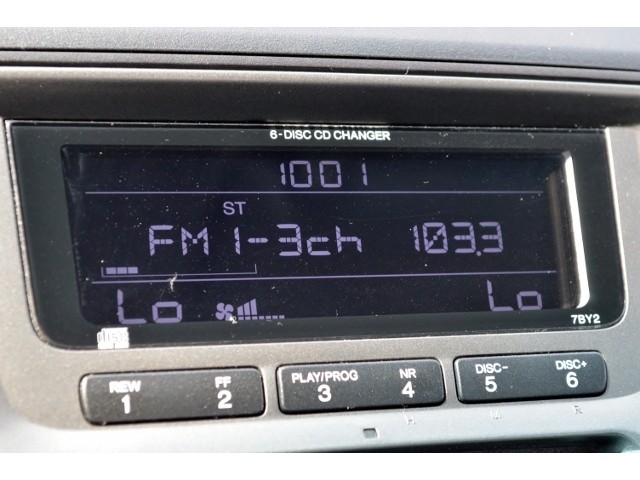 6-DISC CD CHANGER
1001
ST
FM1-3ch 103.3
Lo Lo
7BY2
REW FF PLAY/PROG NR DISC- DISC+
1 2 3 4 5 6